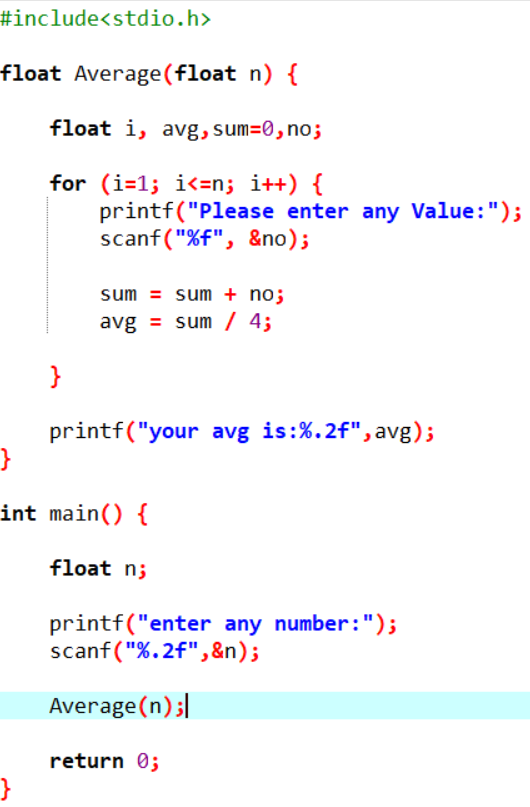 #include<stdio.h>
float Average(float n) {
float i, avg,sum=0,no;
for (i=1; i<=n; i++) {
printf("Please enter any Value:");
scanf("%f", &no);
sum = sum + no;
avg = sum / 4;
}
printf("your avg is:%.2f",avg);
}
int main() {
float n;
printf("enter any number:");
scanf("%.2f",&n);
Average(n);
return 0;
}